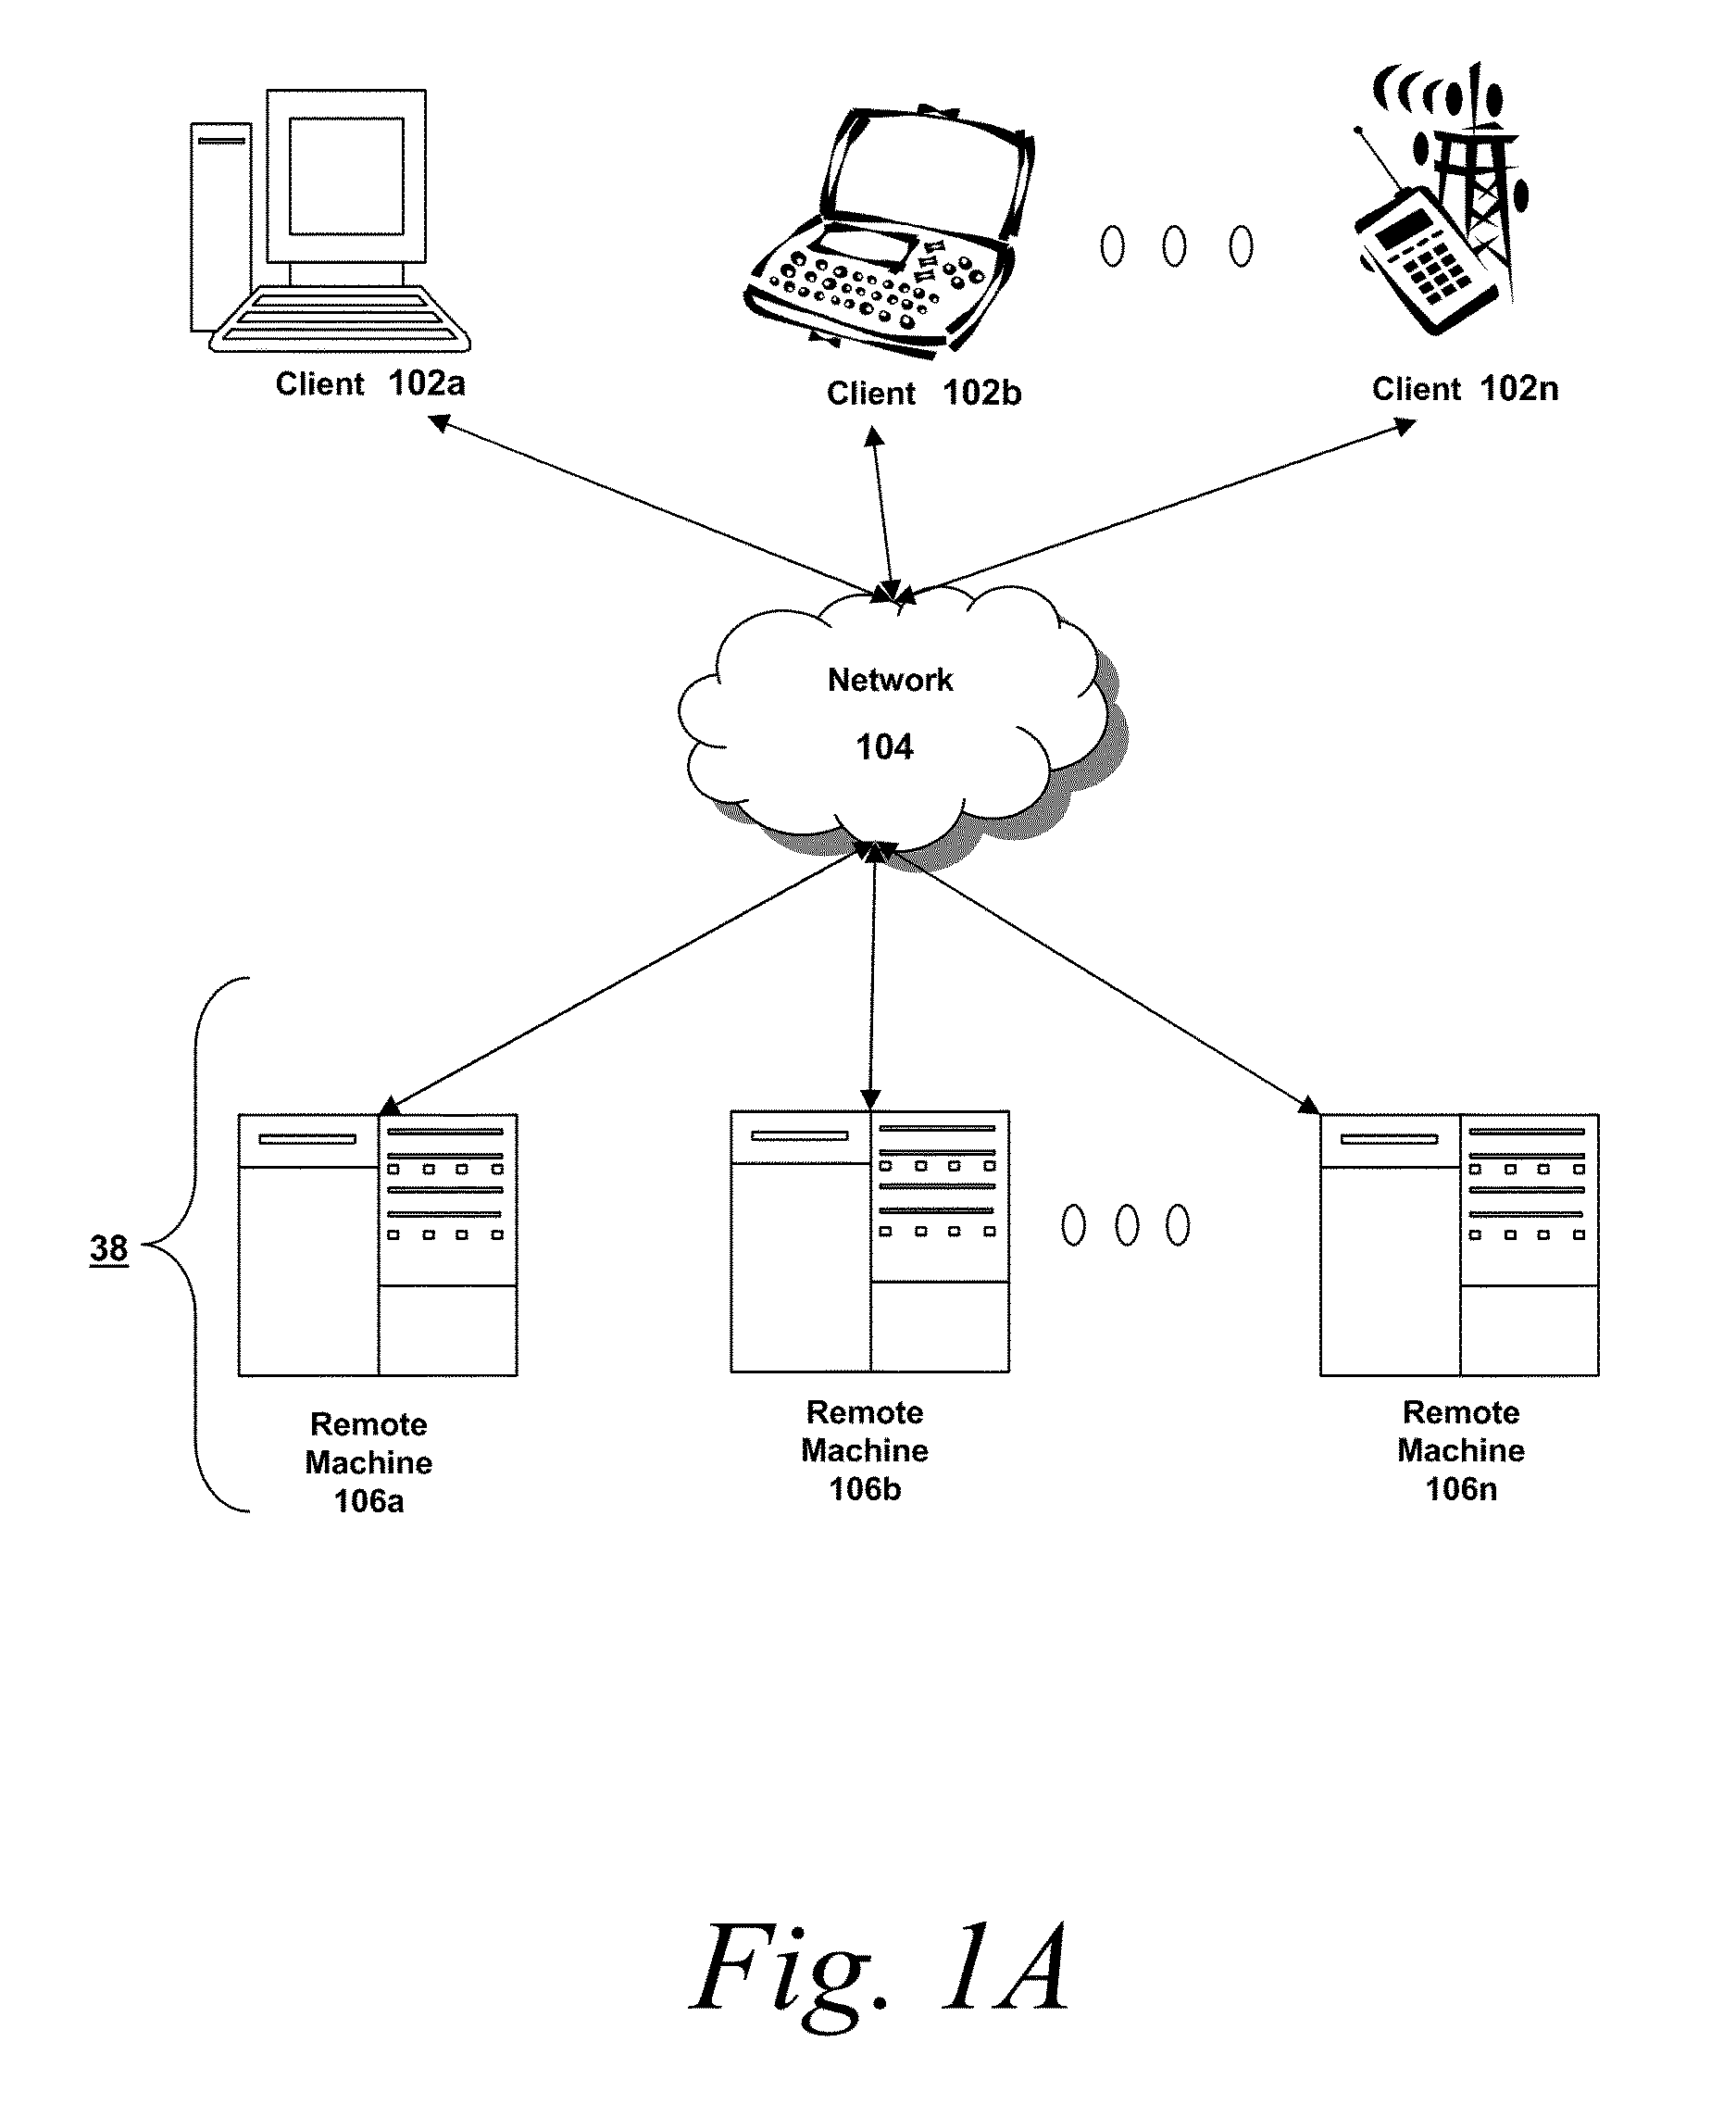 Client 102a
Client 102b
Client 102n
Network
104
38
Remote
Machine
106a
Remote
Machine
106b
Remote
Machine
106n
Fig. 1A